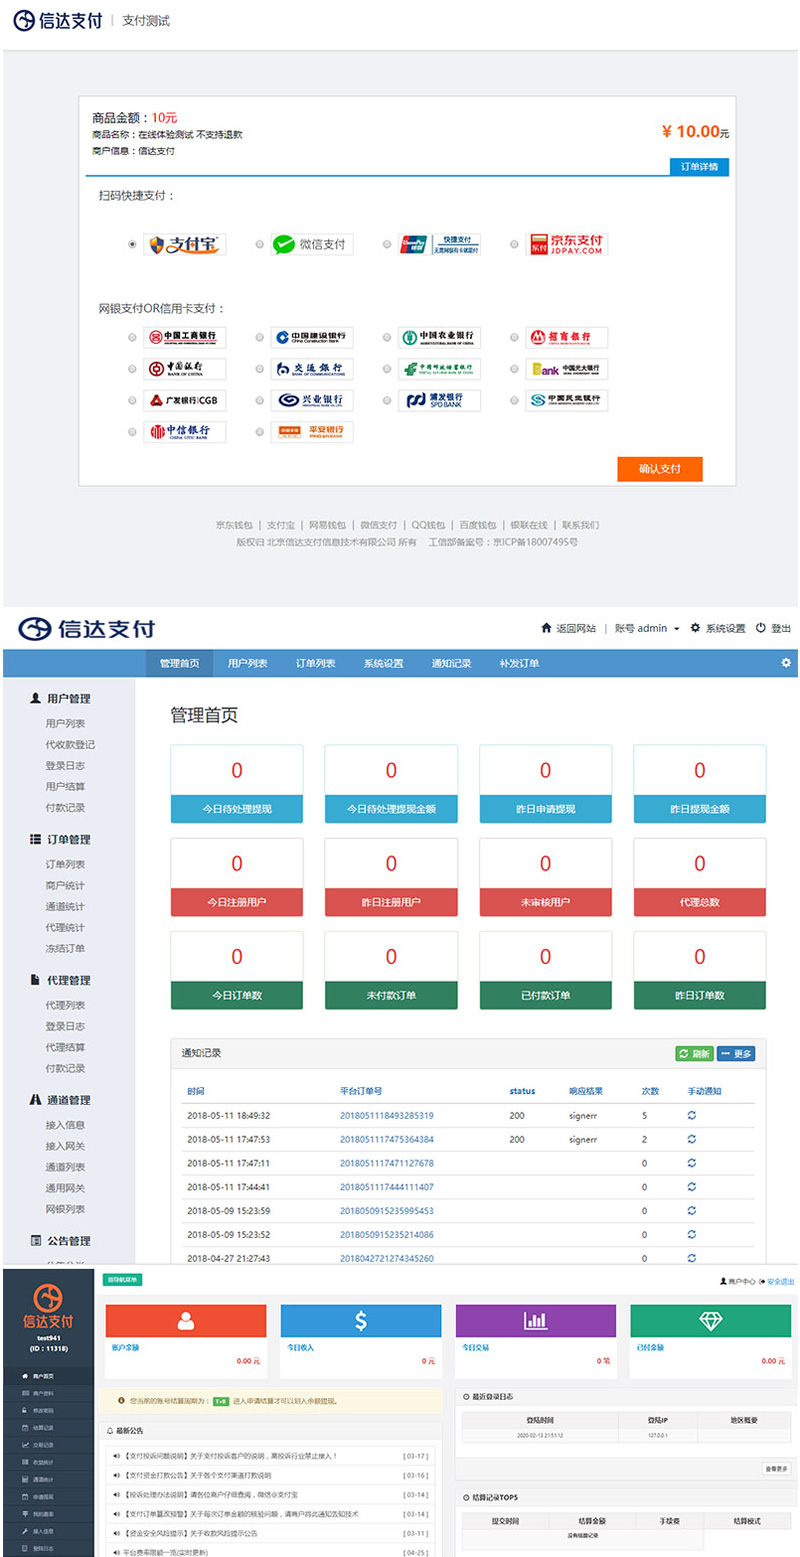 信达支付 | 支付测试
商品金额：10元
商品名称：在线体验测试 不支持退款
商户信息：信达支付
¥ 10.00元
订单详情
扫码快捷支付：
支付宝 微信支付 UnionPay 银联 快捷支付 无需网银有卡就能付 京东支付 JDPAY.COM
网银支付OR信用卡支付：
中国工商银行 中国建设银行 China Construction Bank 中国农业银行 AGRICULTURAL BANK OF CHINA 招商银行
中国银行 BANK OF CHINA 交通银行 BANK OF COMMUNICATIONS 中国邮政储蓄银行 POSTAL SAVINGS BANK OF CHINA Bank 中国光大银行
广发银行|CGB 兴业银行 INDUSTRIAL BANK CO.,LTD. 浦发银行 SPD BANK 中国民生银行
中信银行 CHINA CITIC BANK 平安银行 PING AN BANK
确认支付
京东钱包 | 支付宝 | 网易钱包 | 微信支付 | QQ钱包 | 百度钱包 | 银联在线 | 联系我们
版权归 北京信达支付信息技术有限公司 所有 工信部备案号：京ICP备18007495号
信达支付
返回网站 | 账号 admin 系统设置 登出
管理首页 用户列表 订单列表 系统设置 通知记录 补发订单
用户管理
用户列表
代收款登记
登录日志
用户结算
付款记录
订单管理
订单列表
商户统计
通道统计
代理统计
冻结订单
代理管理
代理列表
登录日志
代理结算
付款记录
通道管理
接入信息
接入网关
通道列表
通用网关
网银列表
公告管理
管理首页
0 0 0 0
今日待处理提现 今日待处理提现金额 昨日申请提现 昨日提现金额
0 0 0 0
今日注册用户 昨日注册用户 未审核用户 代理总数
0 0 0 0
今日订单数 未付款订单 已付款订单 昨日订单数
通知记录 刷新 更多
时间 平台订单号 status 响应结果 次数 手动通知
2018-05-11 18:49:32 2018051118493285319 200 signerr 5
2018-05-11 17:47:53 2018051117475364384 200 signerr 2
2018-05-11 17:47:11 2018051117471127678 0
2018-05-11 17:44:41 2018051117444111407 0
2018-05-09 15:23:59 2018050915235995453 0
2018-05-09 15:23:52 2018050915235214086 0
2018-04-27 21:27:43 2018042721274345260 0
信达支付
test941
(ID：11318)
商户首页
商户资料
修改密码
结算记录
交易记录
收益统计
通道统计
申请提现
我的费率
接入信息
登陆日志
商户中心 安全退出
账户余额 今日收入 今日交易 已付金额
0.00 元 0 元 0 笔 0.00 元
您当前的账号结算周期为： T+0 进入申请结算才可以划入余额提现。
最新公告
【支付投诉问题说明】关于支付投诉客户的说明，高投诉行业禁止接入！ [ 03-17 ]
【支付资金打款公告】关于各个支付渠道打款说明 [ 03-16 ]
【投诉处理办法说明】请各位商户仔细查阅，微信@支付宝 [ 03-14 ]
【支付订单篡改预警】关于每次订单金额的核验问题，请商户将此通知告知技术 [ 03-14 ]
【资金安全风险提示】关于收款风险提示公告 [ 03-11 ]
平台费率限额一览(实时更新) [ 04-25 ]
最近登录日志
登陆时间 登陆IP 地区概要
2020-02-13 21:51:12 127.0.0.1
查看更多
结算记录TOP5
提交时间 结算金额 手续费 结算模式
没有结算记录